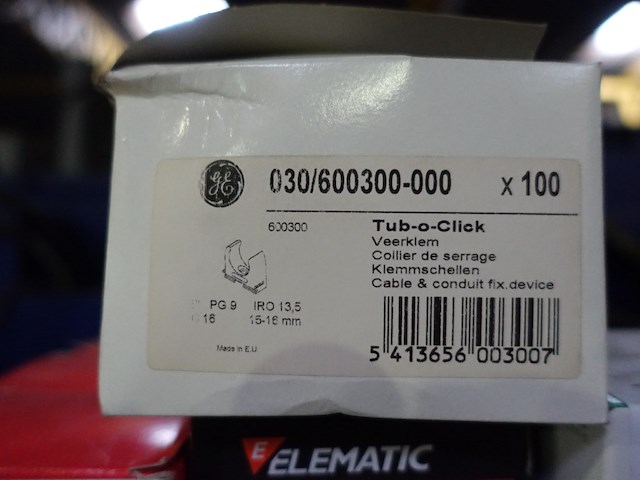 GE
030/600300-000 x 100
600300
Tub-o-Click
Veerklem
Collier de serrage
Klemmschellen
Cable & conduit fix.device
PG 9 IRO 13,5
16 15-16 mm
Made in E.U.
5 413656 003007
E ELEMATIC